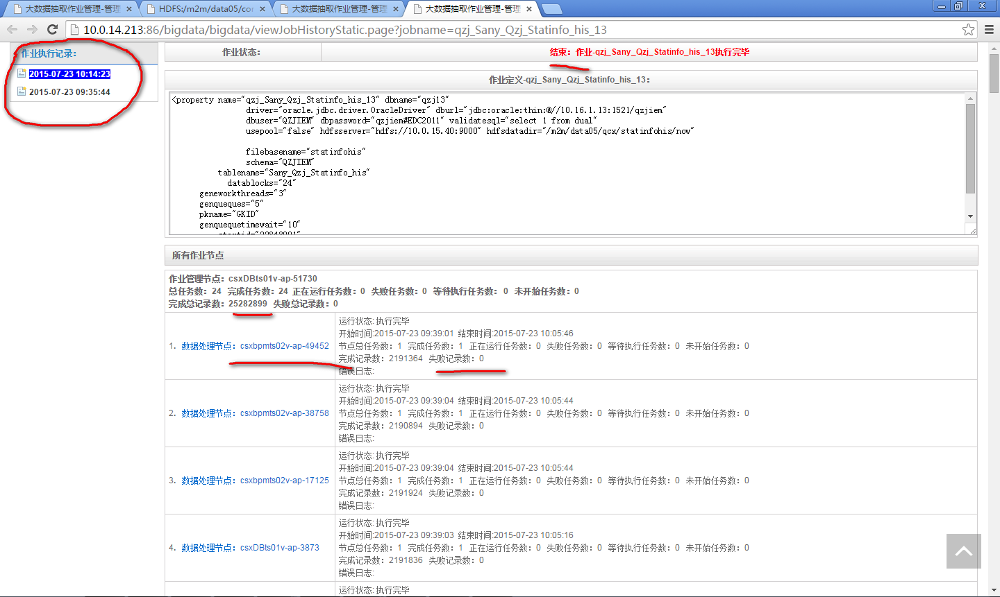 大数据抽取作业管理-管理
HDFS:/m2m/data05/cor
大数据抽取作业管理-管理
大数据抽取作业管理-管理
10.0.14.213:86/bigdata/bigdata/viewJobHistoryStatic.page?jobname=qzj_Sany_Qzj_Statinfo_his_13
作业执行记录:
2015-07-23 10:14:23
2015-07-23 09:35:44
作业状态:
结束: 作业-qzj_Sany_Qzj_Statinfo_his_13执行完毕
作业定义-qzj_Sany_Qzj_Statinfo_his_13:
<property name="qzj_Sany_Qzj_Statinfo_his_13" dbname="qzj13"
driver="oracle.jdbc.driver.OracleDriver" dburl="jdbc:oracle:thin:@//10.16.1.13:1521/qzjiem"
dbuser="QZJIEM" dbpassword="qzjiem#EDC2011" validatesql="select 1 from dual"
usepool="false" hdfsserver="hdfs://10.0.15.40:9000" hdfsdatadir="/m2m/data05/qcx/statinfohis/now"
filebasename="statinfohis"
schema="QZJIEM"
tablename="Sany_Qzj_Statinfo_his"
datablocks="24"
geneworkthreads="3"
genqueques="5"
pkname="GKID"
genquequetimewait="10"
所有作业节点
作业管理节点: csxDBts01v-ap-51730
总任务数: 24 完成任务数: 24 正在运行任务数: 0 失败任务数: 0 等待执行任务数: 0 未开始任务数: 0
完成总记录数: 25282899 失败总记录数: 0
1. 数据处理节点: csxbpmts02v-ap-49452
运行状态: 执行完毕
开始时间:2015-07-23 09:39:01 结束时间:2015-07-23 10:05:46
节点总任务数: 1 完成任务数: 1 正在运行任务数: 0 失败任务数: 0 等待执行任务数: 0 未开始任务数: 0
完成记录数: 2191364 失败记录数: 0
错误日志:
2. 数据处理节点: csxbpmts02v-ap-38758
运行状态: 执行完毕
开始时间:2015-07-23 09:39:04 结束时间:2015-07-23 10:05:44
节点总任务数: 1 完成任务数: 1 正在运行任务数: 0 失败任务数: 0 等待执行任务数: 0 未开始任务数: 0
完成记录数: 2190894 失败记录数: 0
错误日志:
3. 数据处理节点: csxbpmts02v-ap-17125
运行状态: 执行完毕
开始时间:2015-07-23 09:39:04 结束时间:2015-07-23 10:05:44
节点总任务数: 1 完成任务数: 1 正在运行任务数: 0 失败任务数: 0 等待执行任务数: 0 未开始任务数: 0
完成记录数: 2191924 失败记录数: 0
错误日志:
4. 数据处理节点: csxDBts01v-ap-3873
运行状态: 执行完毕
开始时间:2015-07-23 09:39:03 结束时间:2015-07-23 10:05:16
节点总任务数: 1 完成任务数: 1 正在运行任务数: 0 失败任务数: 0 等待执行任务数: 0 未开始任务数: 0
完成记录数: 2191836 失败记录数: 0
错误日志:
运行状态: 执行完毕